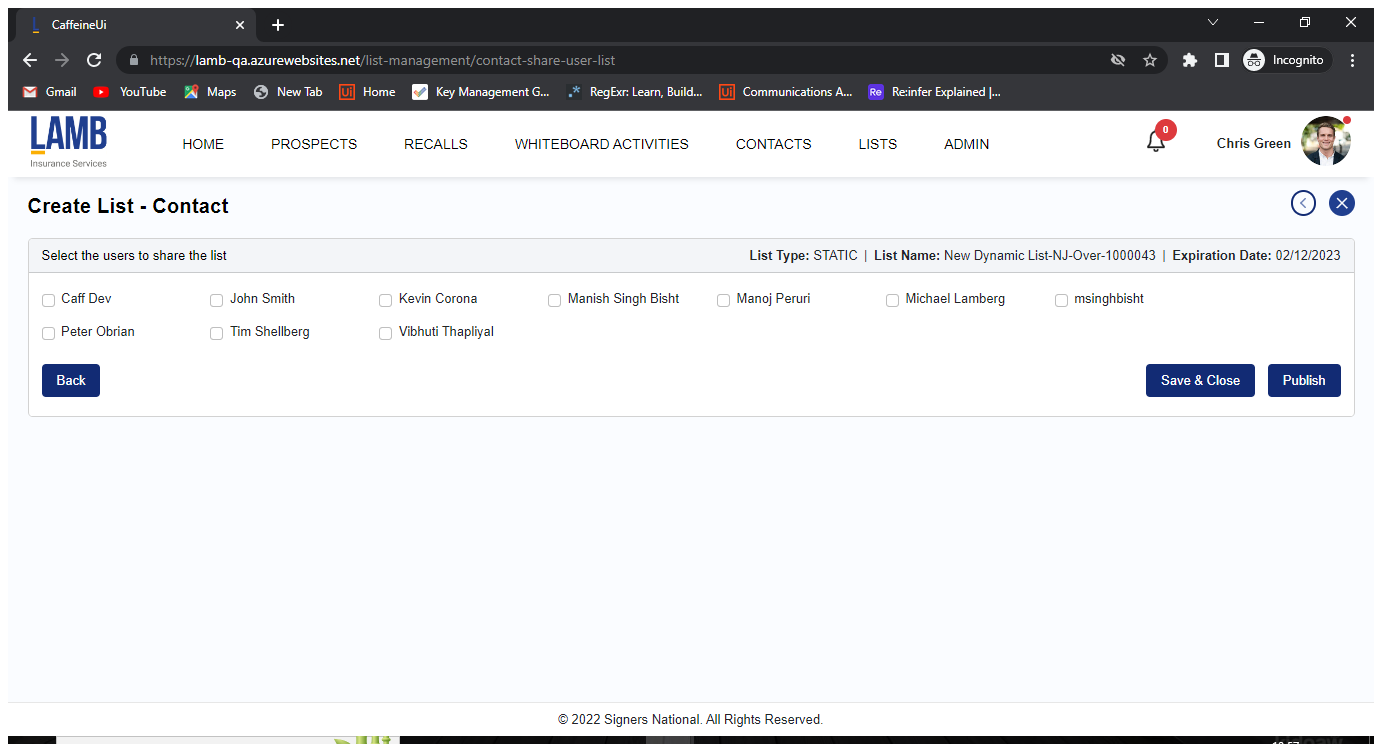 CaffeineUi
https://lamb-qa.azurewebsites.net/list-management/contact-share-user-list
Incognito
Gmail YouTube Maps New Tab Ui Home Key Management G... .* RegExr: Learn, Build... Ui Communications A... Re Re:infer Explained |...
LAMB
Insurance Services
HOME PROSPECTS RECALLS WHITEBOARD ACTIVITIES CONTACTS LISTS ADMIN 0 Chris Green
Create List - Contact
Select the users to share the list List Type: STATIC | List Name: New Dynamic List-NJ-Over-1000043 | Expiration Date: 02/12/2023
Caff Dev John Smith Kevin Corona Manish Singh Bisht Manoj Peruri Michael Lamberg msinghbisht
Peter Obrian Tim Shellberg Vibhuti Thapliyal
Back Save & Close Publish
© 2022 Signers National. All Rights Reserved.